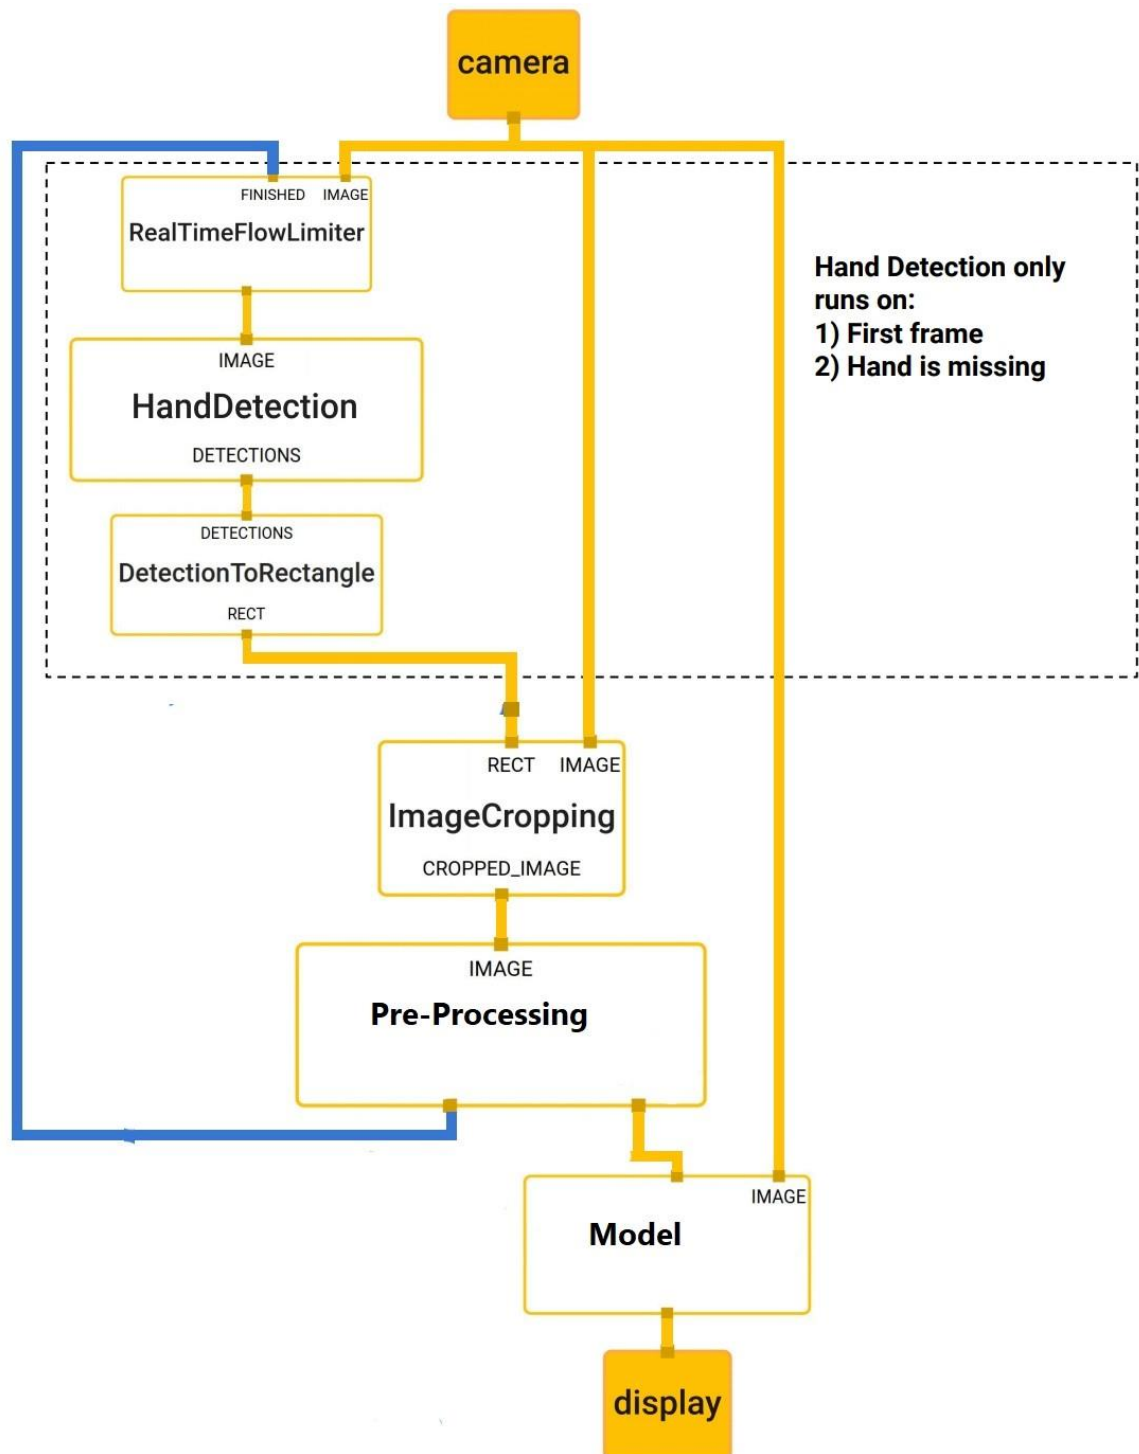 camera
FINISHED IMAGE
RealTimeFlowLimiter
Hand Detection only
runs on:
1) First frame
2) Hand is missing
IMAGE
HandDetection
DETECTIONS
DETECTIONS
DetectionToRectangle
RECT
RECT IMAGE
ImageCropping
CROPPED_IMAGE
IMAGE
Pre-Processing
IMAGE
Model
display